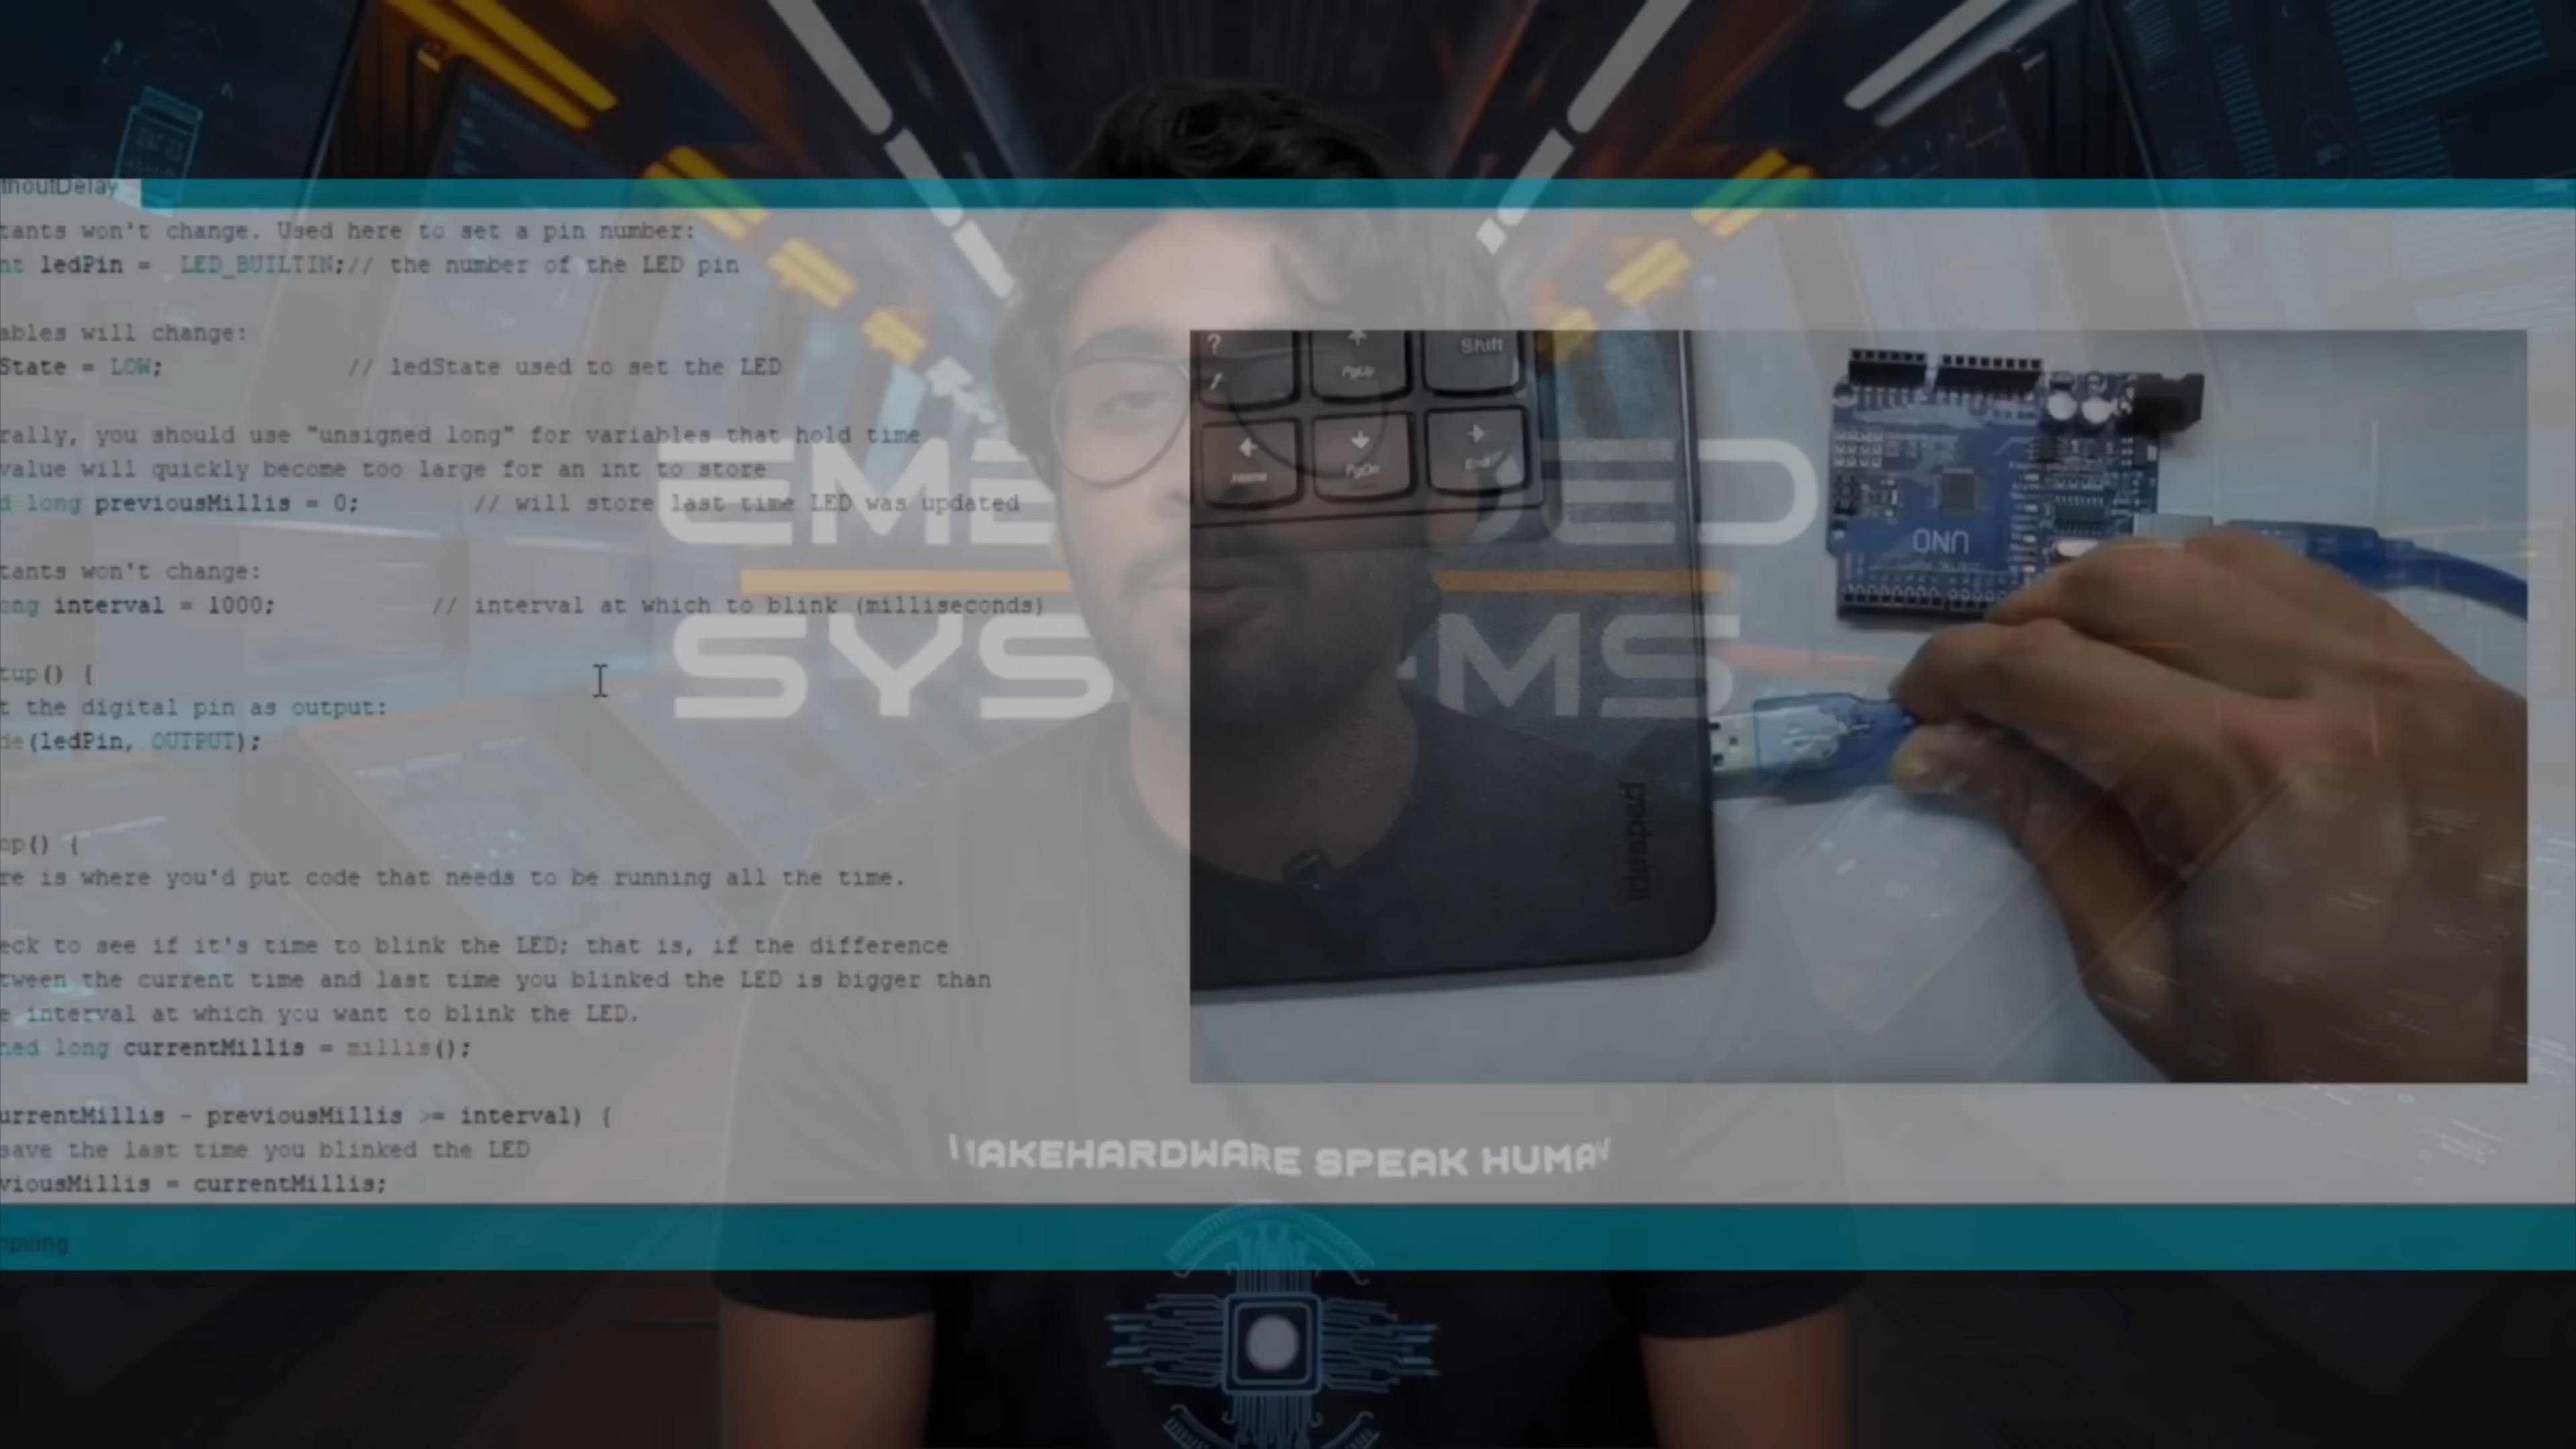 thoutDelay
tants won't change. Used here to set a pin number:
nt ledPin =  LED_BUILTIN;// the number of the LED pin
ables will change:
State = LOW;             // ledState used to set the LED
rally, you should use "unsigned long" for variables that hold time
value will quickly become too large for an int to store
d long previousMillis = 0;        // will store last time LED was updated
tants won't change:
ong interval = 1000;           // interval at which to blink (milliseconds)
tup() {
t the digital pin as output:
de(ledPin, OUTPUT);
op() {
re is where you'd put code that needs to be running all the time.
eck to see if it's time to blink the LED; that is, if the difference
tween the current time and last time you blinked the LED is bigger than
e interval at which you want to blink the LED.
ned long currentMillis = millis();
urrentMillis - previousMillis >= interval) {
save the last time you blinked the LED
viousMillis = currentMillis;
mpiling
? Shift
/ PgUp
Home PgDn End
UNO
ideapad
SPEAK